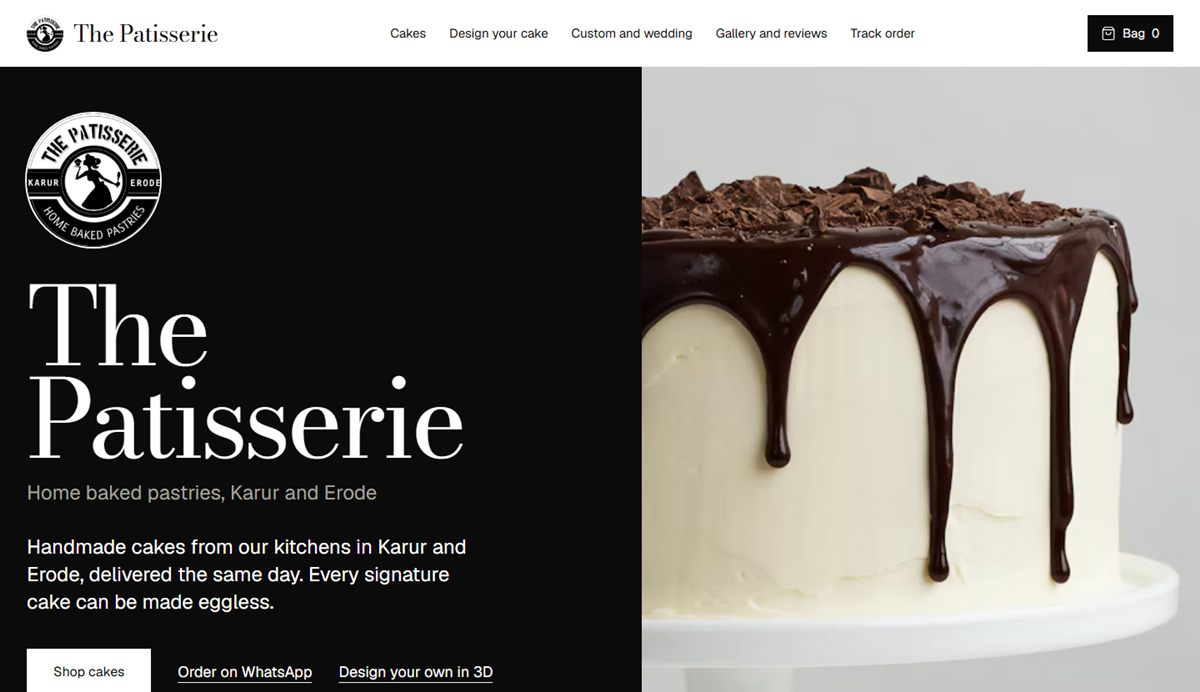 The Patisserie
Cakes
Design your cake
Custom and wedding
Gallery and reviews
Track order
Bag 0
THE PATISSERIE
KARUR
ERODE
HOME BAKED PASTRIES
The
Patisserie
Home baked pastries, Karur and Erode
Handmade cakes from our kitchens in Karur and
Erode, delivered the same day. Every signature
cake can be made eggless.
Shop cakes
Order on WhatsApp
Design your own in 3D